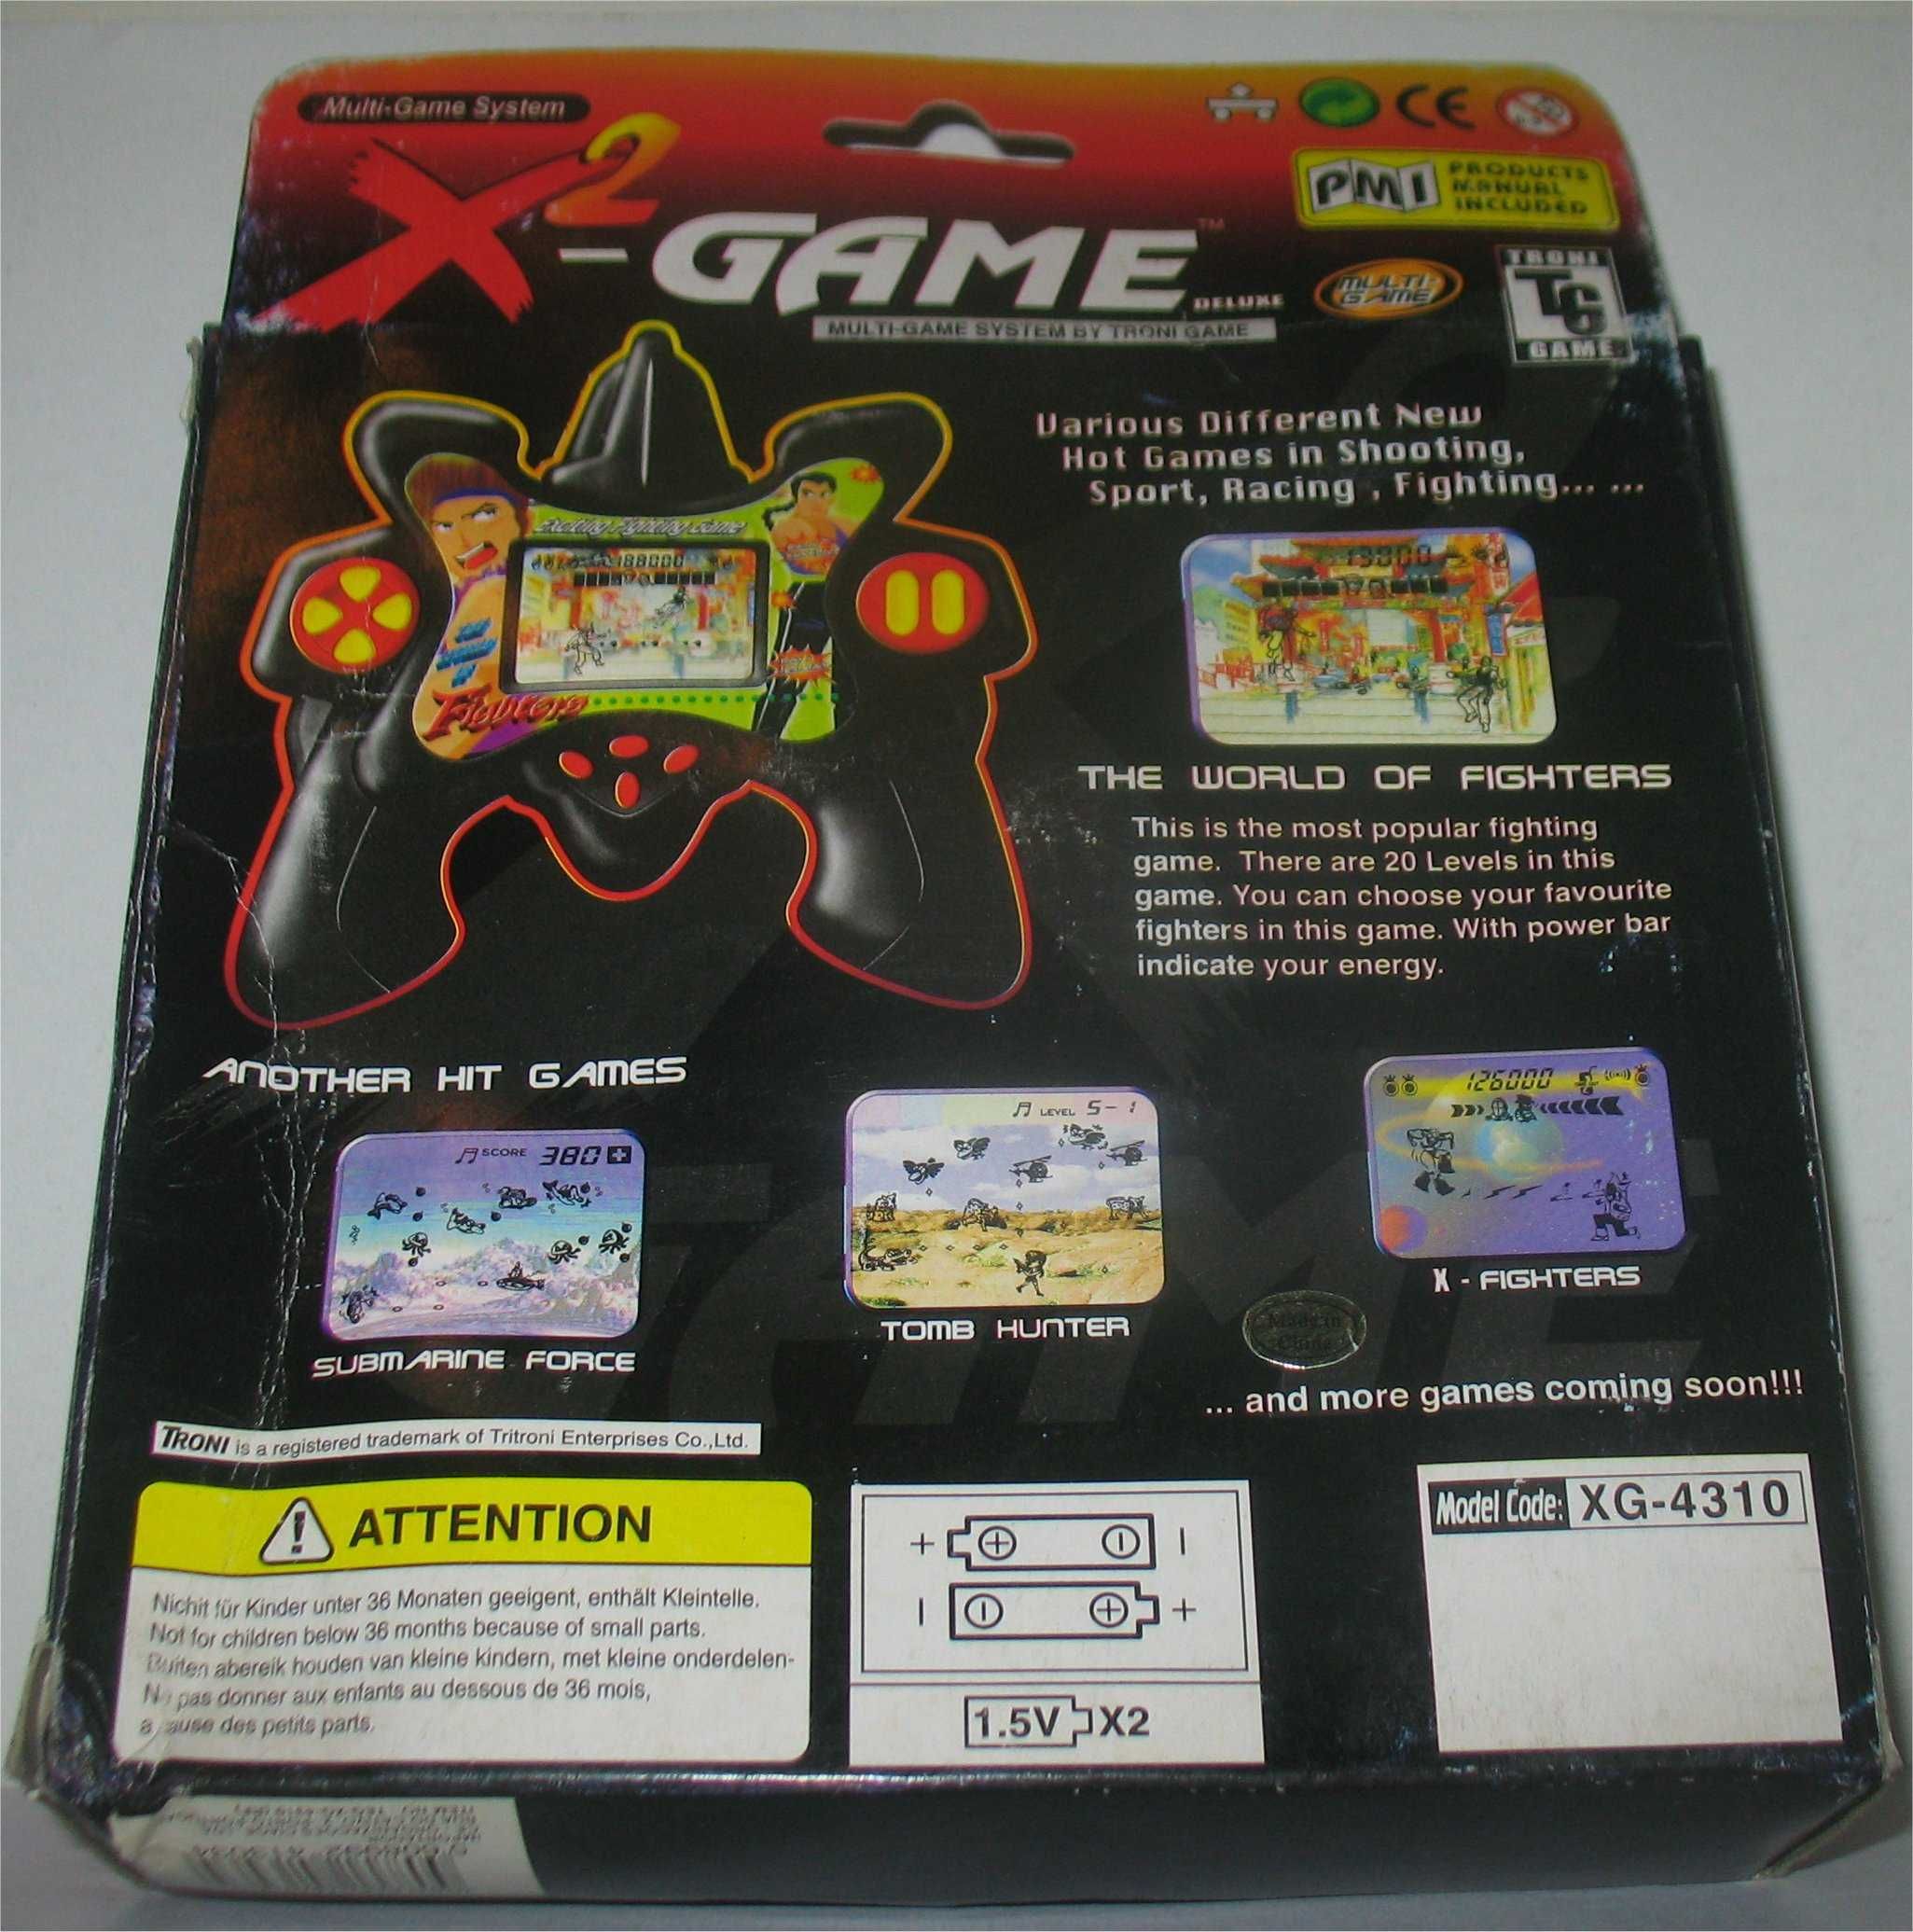 Multi-Game System
X2-GAME™
DELUXE
MULTI-GAME SYSTEM BY TRONI GAME
PMI
PRODUCTS
MANUAL
INCLUDED
CE
MULTI-
GAME
TRONI
TG
GAME
Various Different New
Hot Games in Shooting,
Sport, Racing , Fighting... ...
Exciting Fighting Game
188000
Fighters
THE WORLD OF FIGHTERS
This is the most popular fighting
game. There are 20 Levels in this
game. You can choose your favourite
fighters in this game. With power bar
indicate your energy.
ANOTHER HIT GAMES
SCORE 380
LEVEL 5-1
126000
SUBMARINE FORCE
TOMB HUNTER
X - FIGHTERS
Made in
China
... and more games coming soon!!!
TRONI is a registered trademark of Tritroni Enterprises Co.,Ltd.
ATTENTION
Nichit für Kinder unter 36 Monaten geeigent, enthält Kleintelle.
Not for children below 36 months because of small parts.
Buiten abereik houden van kleine kindern, met kleine onderdelen-
pas donner aux enfants au dessous de 36 mois,
des petits parts.
+ + - -
- - + +
1.5V X2
Model Code: XG-4310